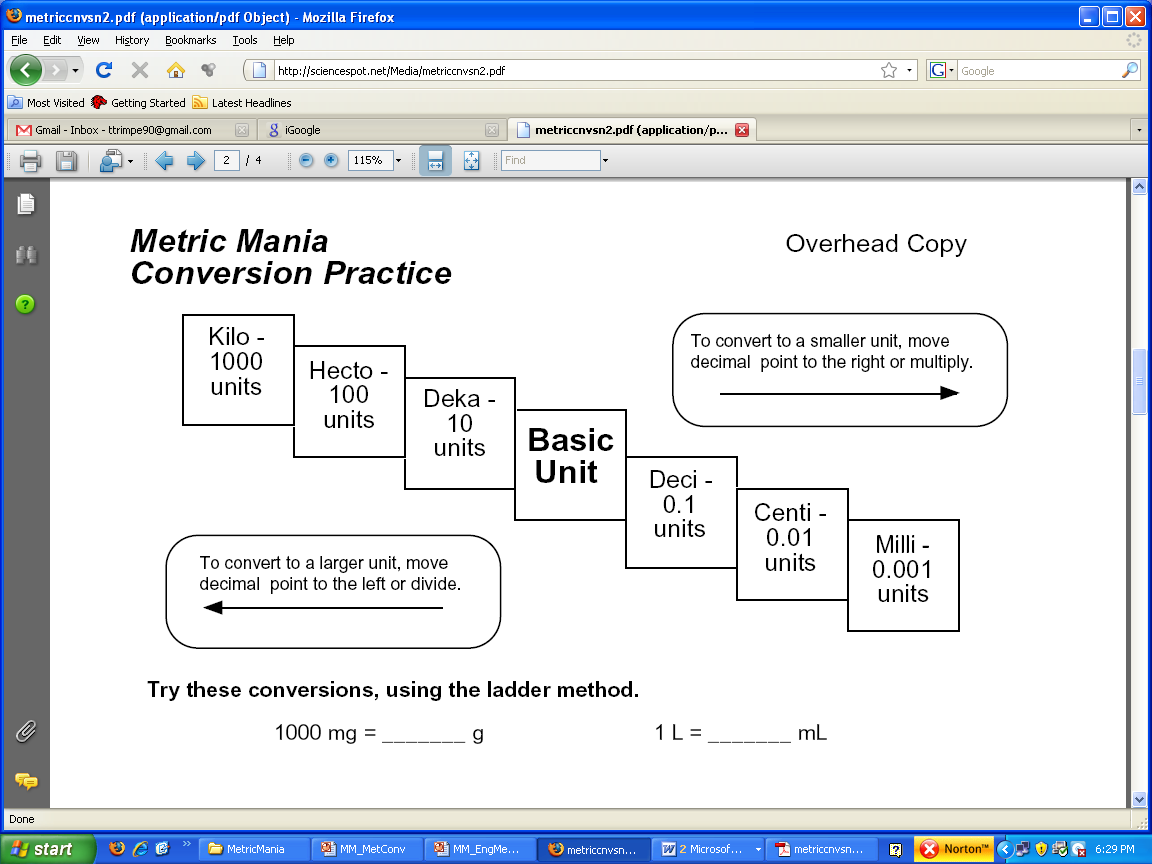 metriccnvsn2.pdf (application/pdf Object) - Mozilla Firefox
File Edit View History Bookmarks Tools Help
http://sciencespot.net/Media/metriccnvsn2.pdf
G Google
Most Visited Getting Started Latest Headlines
Gmail - Inbox - ttrimpe90@gmail.com
iGoogle
metriccnvsn2.pdf (application/p...
2 / 4
115%
Find
Metric Mania
Conversion Practice
Overhead Copy
Kilo -
1000
units
Hecto -
100
units
Deka -
10
units
Basic
Unit
Deci -
0.1
units
Centi -
0.01
units
Milli -
0.001
units
To convert to a smaller unit, move
decimal point to the right or multiply.
To convert to a larger unit, move
decimal point to the left or divide.
Try these conversions, using the ladder method.
1000 mg = _______ g 1 L = _______ mL
Done
start MetricMania MM_MetConv MM_EngMe... metriccnvsn... 2 Microsof... metriccnvsn... Norton™ 6:29 PM